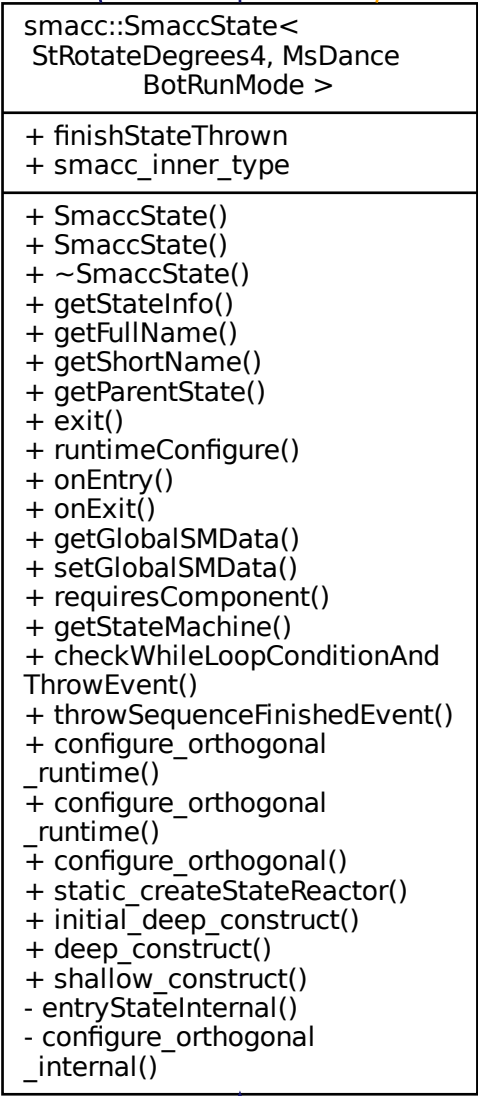 smacc::SmaccState<
StRotateDegrees4, MsDance
BotRunMode >
+ finishStateThrown
+ smacc_inner_type
+ SmaccState()
+ SmaccState()
+ ~SmaccState()
+ getStateInfo()
+ getFullName()
+ getShortName()
+ getParentState()
+ exit()
+ runtimeConfigure()
+ onEntry()
+ onExit()
+ getGlobalSMData()
+ setGlobalSMData()
+ requiresComponent()
+ getStateMachine()
+ checkWhileLoopConditionAnd
ThrowEvent()
+ throwSequenceFinishedEvent()
+ configure_orthogonal
_runtime()
+ configure_orthogonal
_runtime()
+ configure_orthogonal()
+ static_createStateReactor()
+ initial_deep_construct()
+ deep_construct()
+ shallow_construct()
- entryStateInternal()
- configure_orthogonal
_internal()